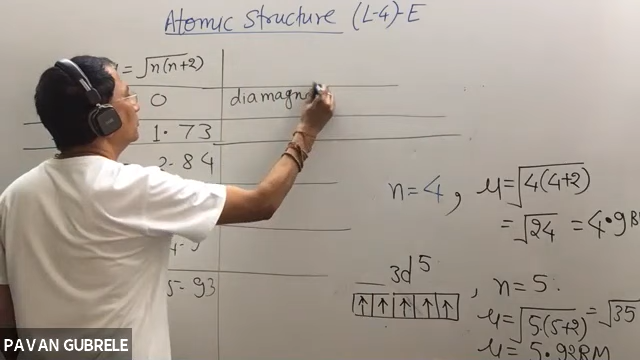 Atomic Structure (L-4)-E
= √n(n+2)
0 diamagn
1.73
2.84
5.93
n=4, μ=√4(4+2)
=√24 = 4.9 B
3d⁵
↑ ↑ ↑ ↑ ↑
, n=5.
μ=√5(5+2) = √35
μ= 5.93BM
PAVAN GUBRELE